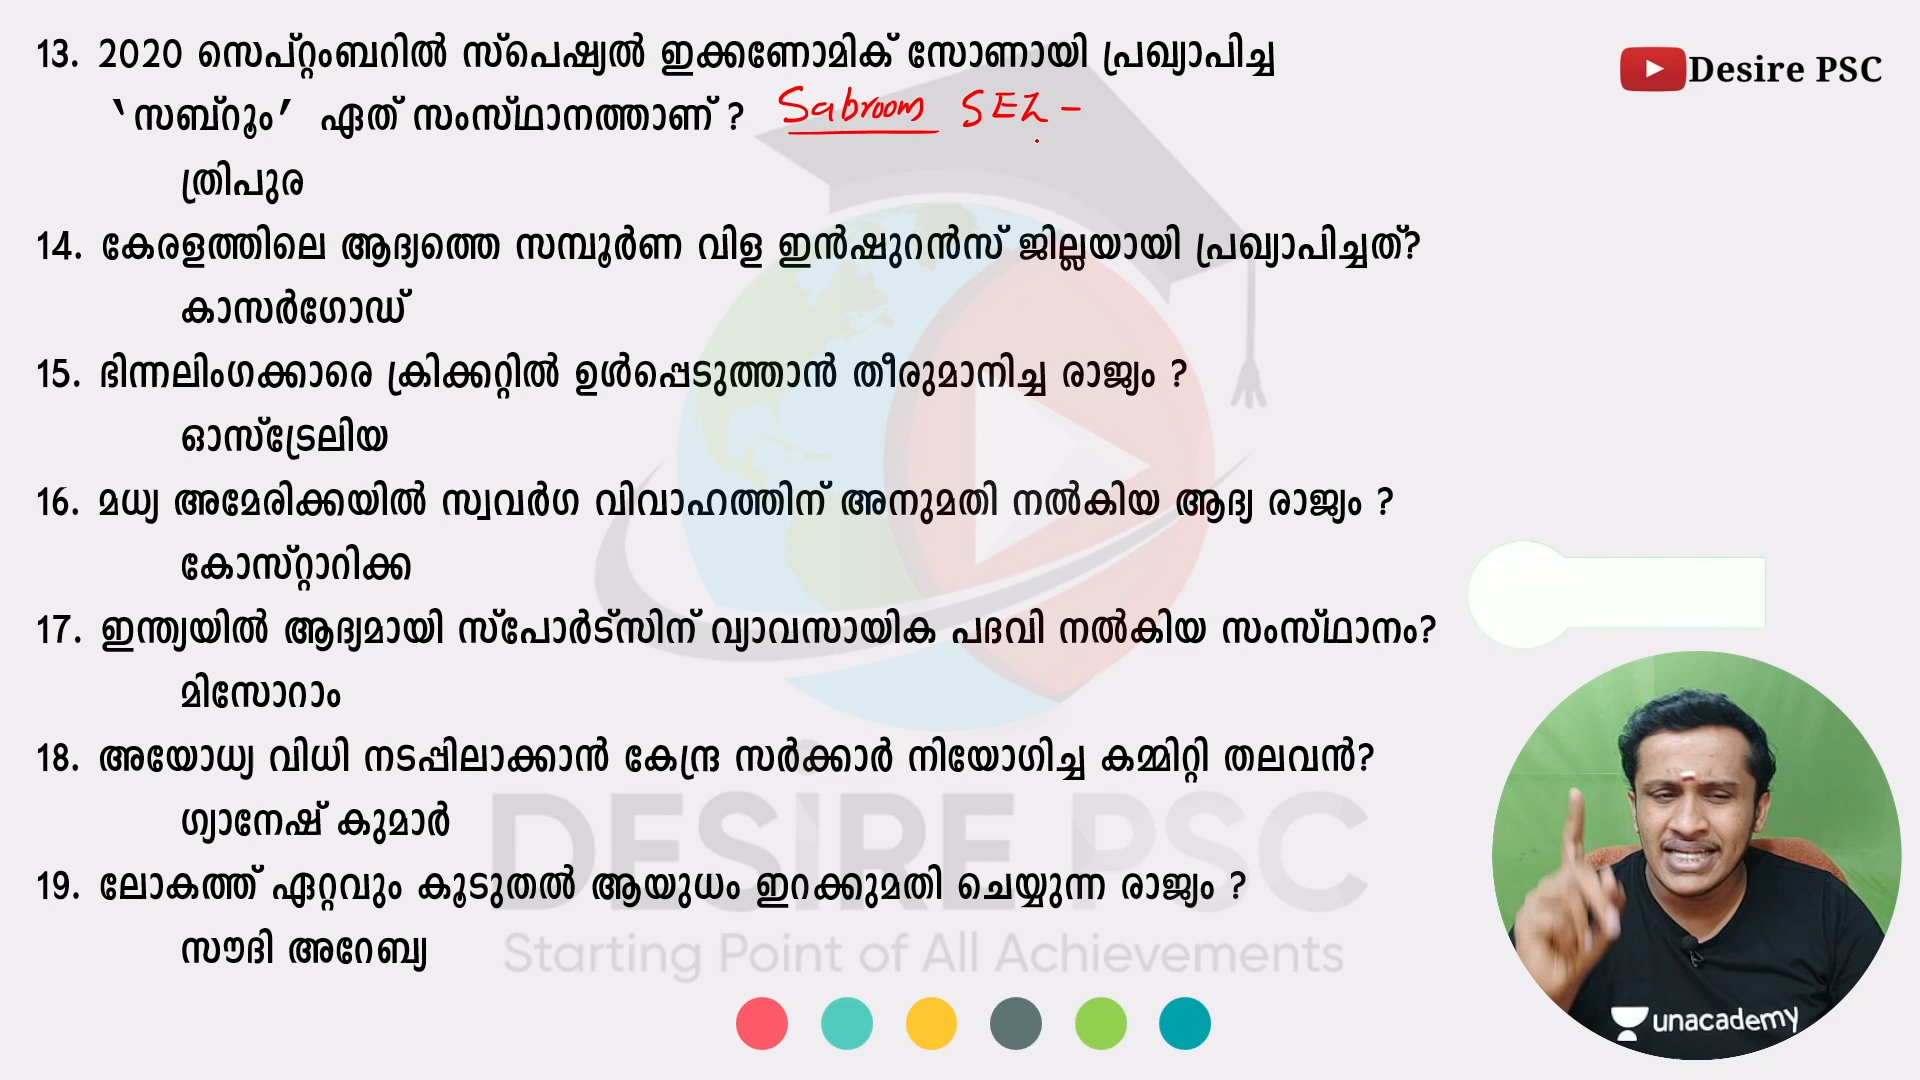 13. 2020 സെപ്റ്റംബറിൽ സ്പെഷ്യൽ ഇക്കണോമിക് സോണായി പ്രഖ്യാപിച്ച
‘സബ്റൂം’ ഏത് സംസ്ഥാനത്താണ് ? Sabroom SEZ -
ത്രിപുര
14. കേരളത്തിലെ ആദ്യത്തെ സമ്പൂർണ വിള ഇൻഷുറൻസ് ജില്ലയായി പ്രഖ്യാപിച്ചത്?
കാസർഗോഡ്
15. ഭിന്നലിംഗക്കാരെ ക്രിക്കറ്റിൽ ഉൾപ്പെടുത്താൻ തീരുമാനിച്ച രാജ്യം ?
ഓസ്ട്രേലിയ
16. മധ്യ അമേരിക്കയിൽ സ്വവർഗ വിവാഹത്തിന് അനുമതി നൽകിയ ആദ്യ രാജ്യം ?
കോസ്റ്റാറിക്ക
17. ഇന്ത്യയിൽ ആദ്യമായി സ്പോർട്സിന് വ്യാവസായിക പദവി നൽകിയ സംസ്ഥാനം?
മിസോറാം
18. അയോധ്യ വിധി നടപ്പിലാക്കാൻ കേന്ദ്ര സർക്കാർ നിയോഗിച്ച കമ്മിറ്റി തലവൻ?
ഗ്യാനേഷ് കുമാർ
19. ലോകത്ത് ഏറ്റവും കൂടുതൽ ആയുധം ഇറക്കുമതി ചെയ്യുന്ന രാജ്യം ?
സൗദി അറേബ്യ
Desire PSC
DESIRE PSC
Starting Point of All Achievements
unacademy